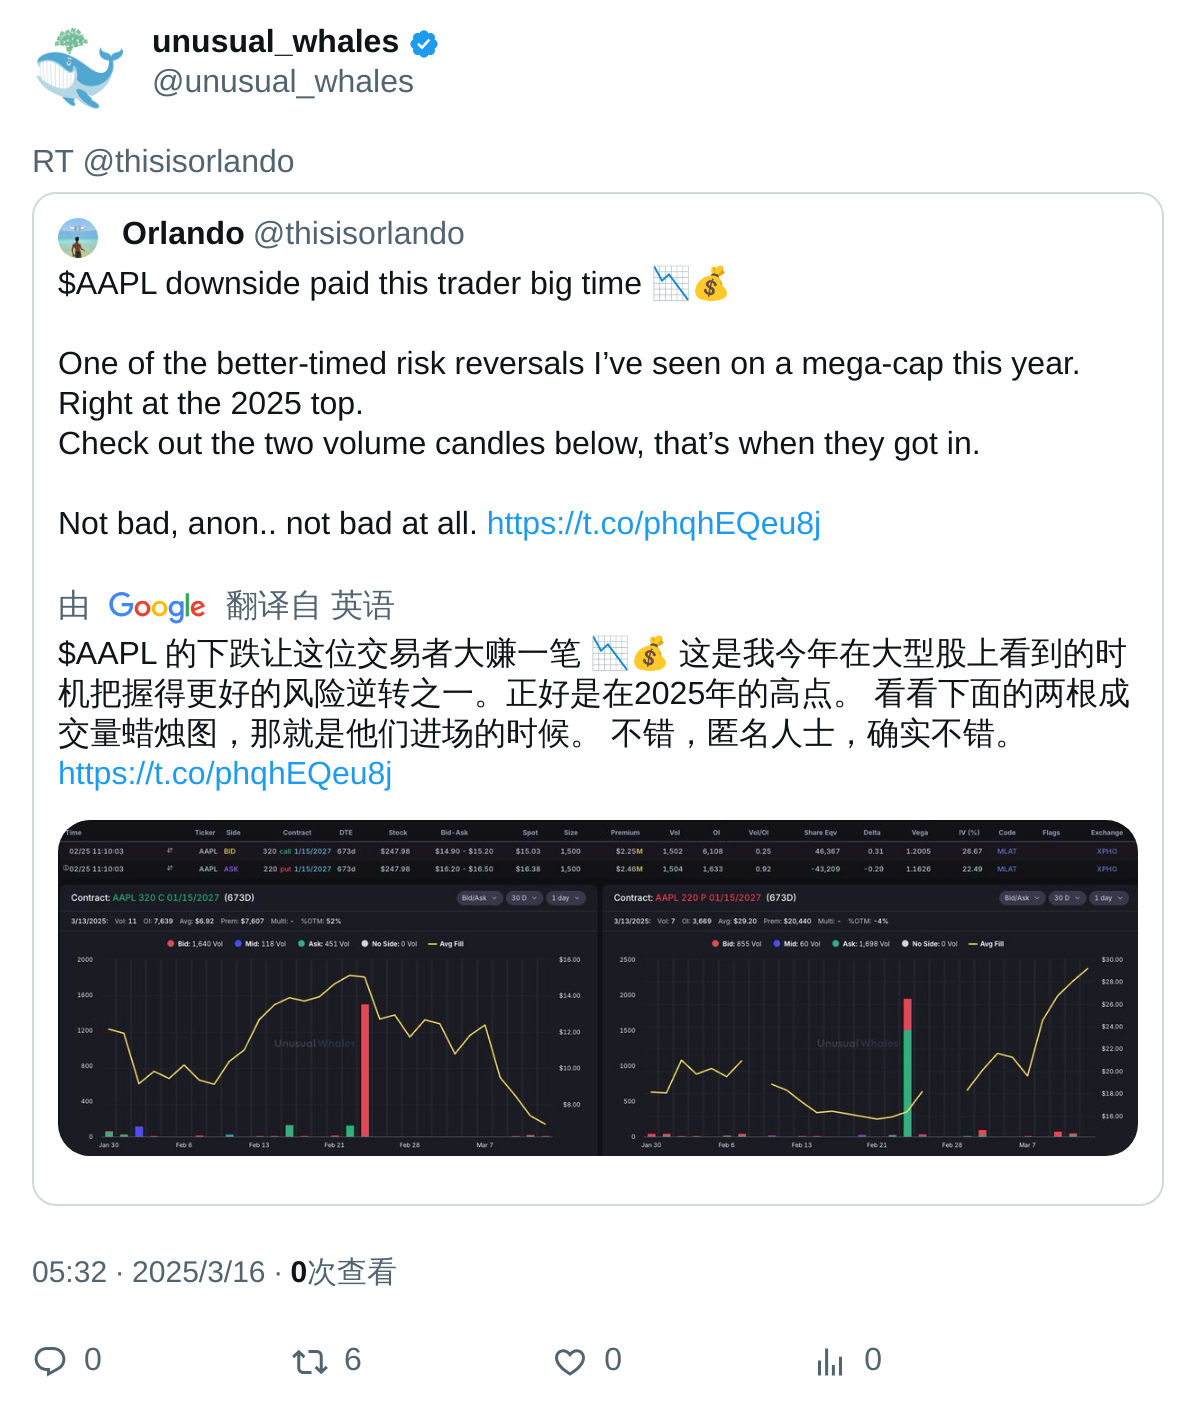 unusual_whales
@unusual_whales
RT @thisisorlando
Orlando @thisisorlando
$AAPL downside paid this trader big time 📉💰
One of the better-timed risk reversals I’ve seen on a mega-cap this year.
Right at the 2025 top.
Check out the two volume candles below, that’s when they got in.
Not bad, anon.. not bad at all. https://t.co/phqhEQeu8j
由 Google 翻译自 英语
$AAPL 的下跌让这位交易者大赚一笔 📉💰 这是我今年在大型股上看到的时
机把握得更好的风险逆转之一。正好是在2025年的高点。 看看下面的两根成
交量蜡烛图，那就是他们进场的时候。 不错，匿名人士，确实不错。
https://t.co/phqhEQeu8j
Time Ticker Side Contract DTE Stock Bid-Ask Spot Size Premium Vol OI Vol/OI Share Eqv Delta Vega IV (%) Code Flags Exchange
02/25 11:10:03 AAPL BID 320 call 1/15/2027 673d $247.98 $14.90 - $15.20 $15.03 1,500 $2.25M 1,502 6,108 0.25 46,367 0.31 1.2005 26.67 MLAT XPHO
02/25 11:10:03 AAPL ASK 220 put 1/15/2027 673d $247.98 $16.20 - $16.50 $16.38 1,500 $2.46M 1,504 1,633 0.92 -43,209 -0.29 1.1626 22.49 MLAT XPHO
Contract: AAPL 320 C 01/15/2027 (673D) Bid/Ask 30 D 1 day
3/13/2025: Vol: 11 OI: 7,639 Avg: $6.92 Prem: $7,607 Multi: - %OTM: 52%
Bid: 1,640 Vol Mid: 118 Vol Ask: 451 Vol No Side: 0 Vol Avg Fill
2000 $16.00
1600 $14.00
1200 $12.00
Unusual Whales
800 $10.00
400 $8.00
0
Jan 30 Feb 6 Feb 13 Feb 21 Feb 28 Mar 7
Contract: AAPL 220 P 01/15/2027 (673D) Bid/Ask 30 D 1 day
3/13/2025: Vol: 7 OI: 3,669 Avg: $29.20 Prem: $20,440 Multi: - %OTM: -4%
Bid: 855 Vol Mid: 60 Vol Ask: 1,698 Vol No Side: 0 Vol Avg Fill
2500 $30.00
$28.00
2000 $26.00
1500 $24.00
Unusual Whales $22.00
1000 $20.00
500 $18.00
$16.00
0
Jan 30 Feb 6 Feb 13 Feb 21 Feb 28 Mar 7
05:32 · 2025/3/16 · 0次查看
0 6 0 0